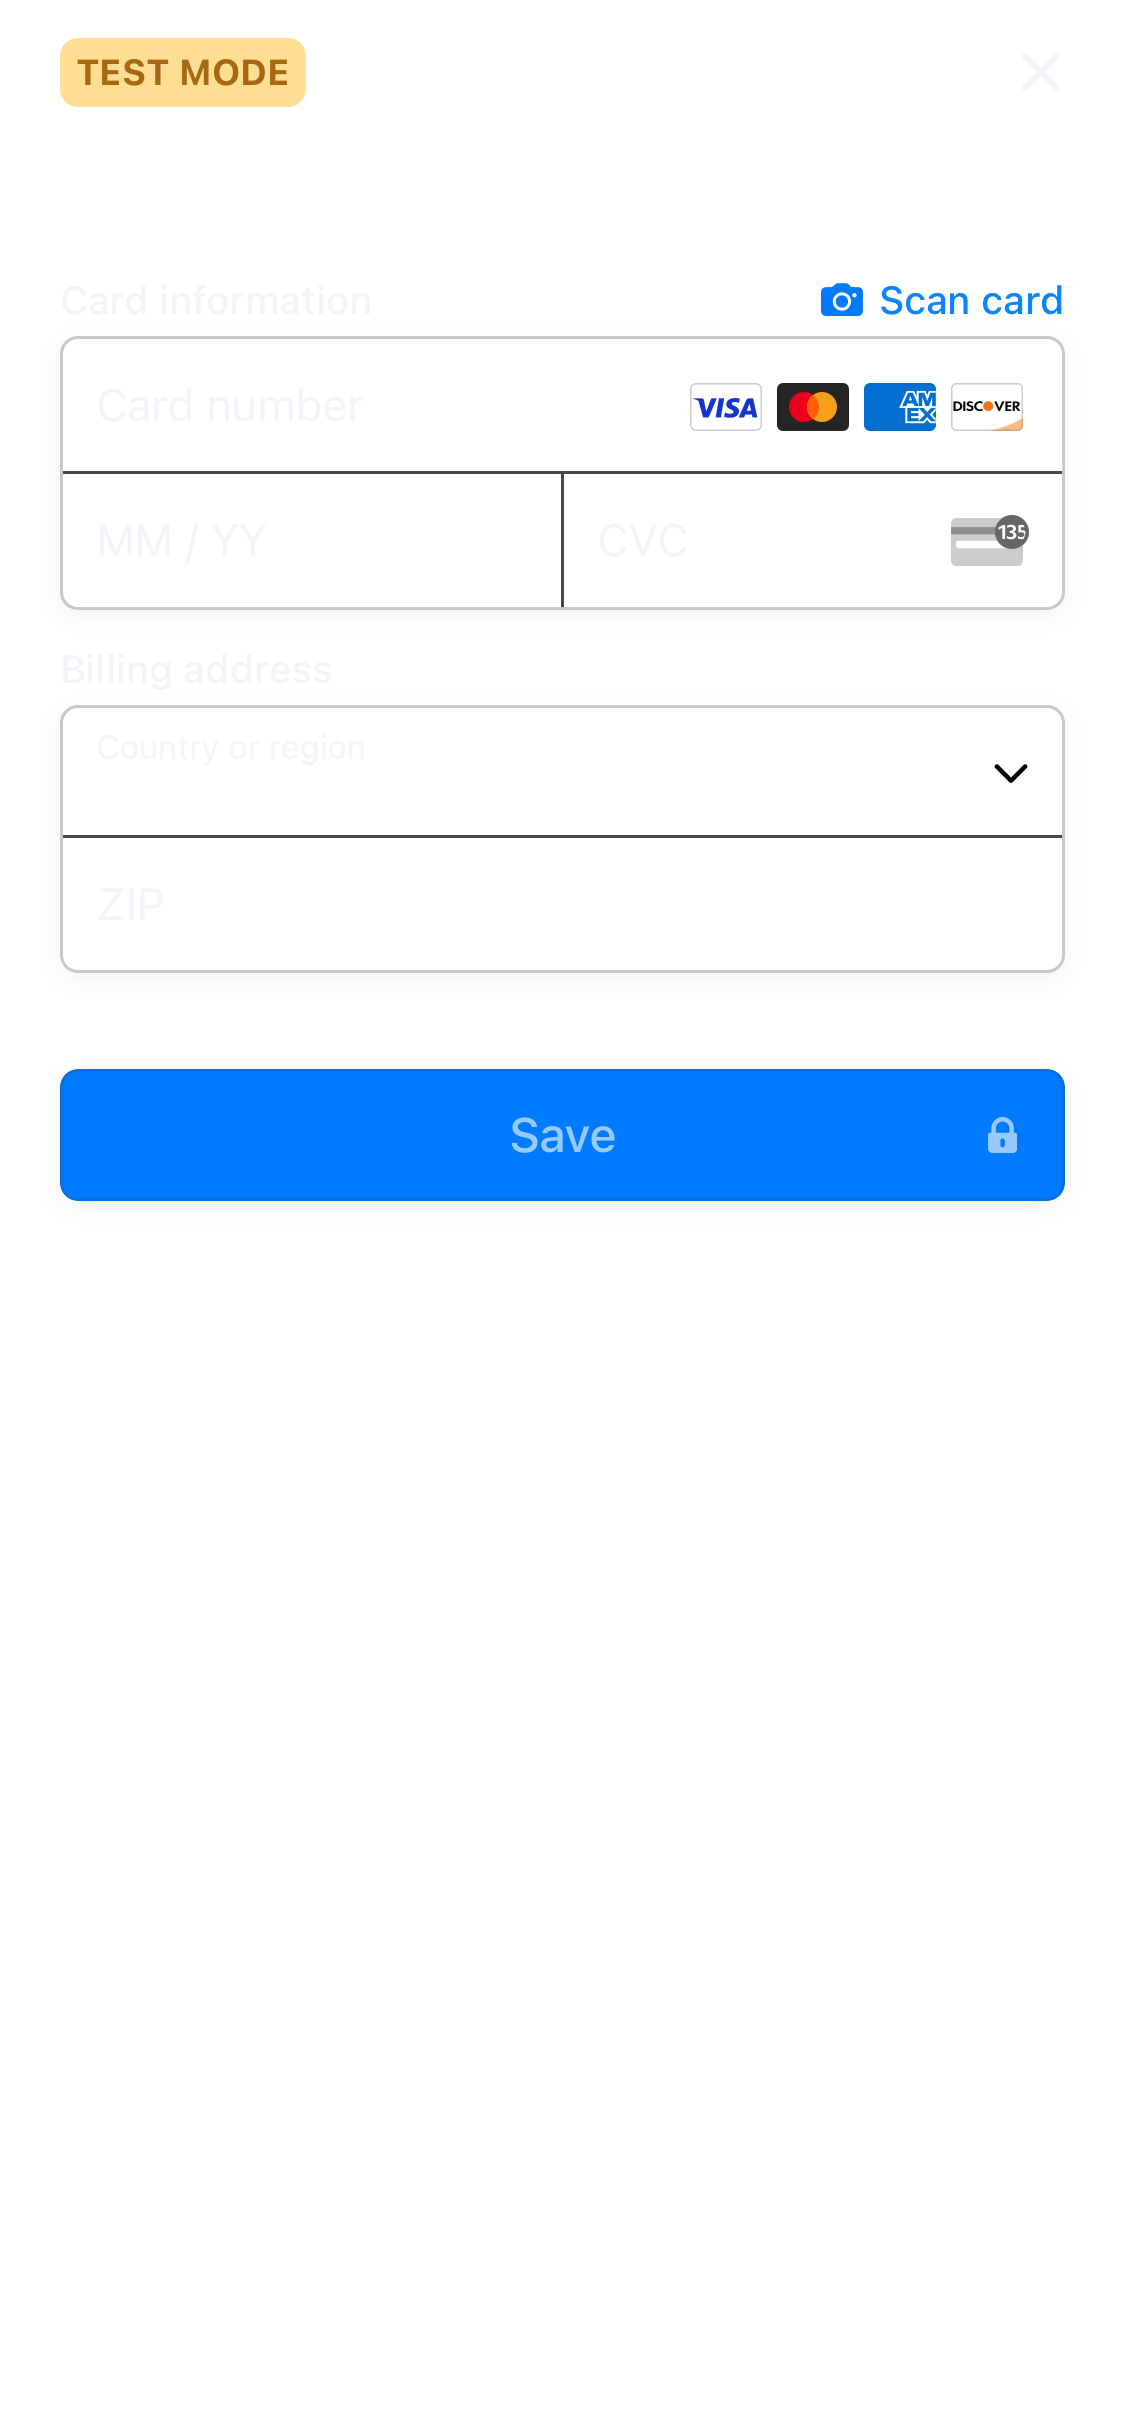 TEST MODE
Card information
Scan card
Card number
VISA
AM
EX
DISCOVER
MM / YY
CVC
135
Billing address
Country or region
ZIP
Save